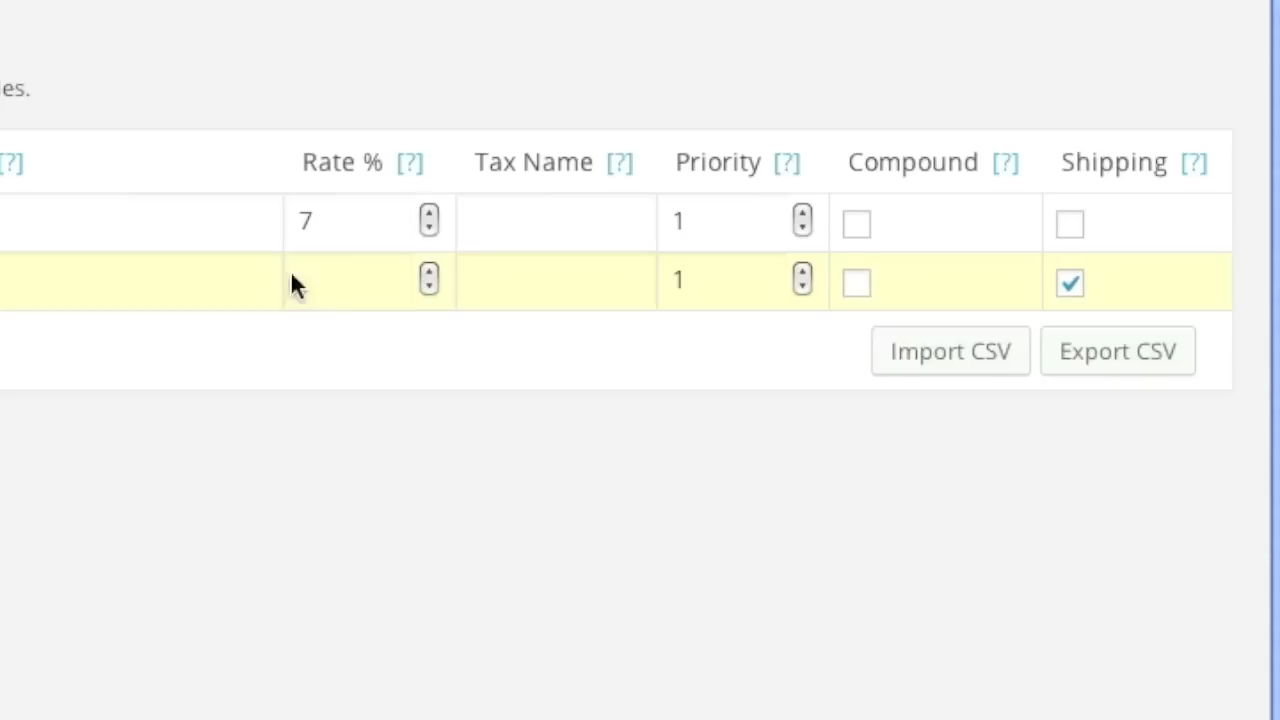 es.
[?] Rate % [?] Tax Name [?] Priority [?] Compound [?] Shipping [?]
7 1
1
Import CSV Export CSV